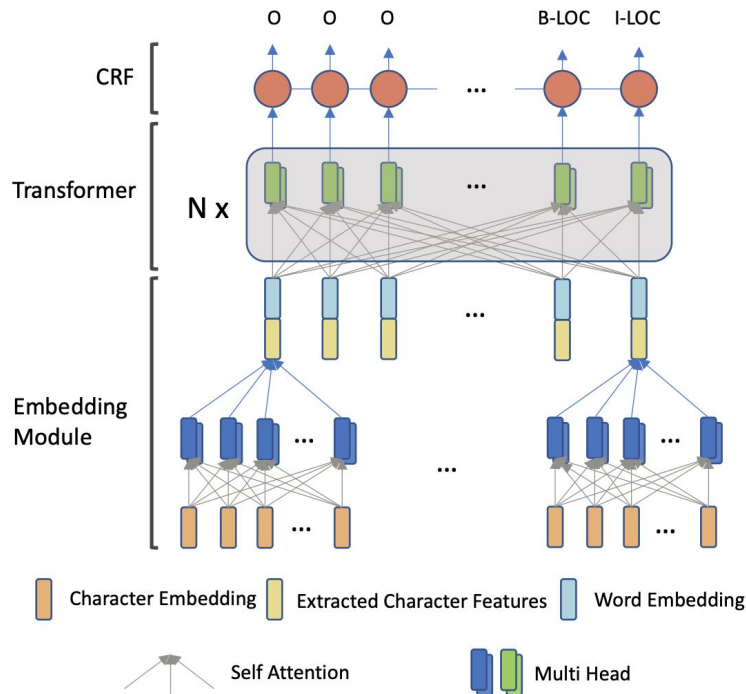 O O O ... B-LOC I-LOC
CRF
...
Transformer
N x
...
...
Embedding
Module
... ... ...
... ...
Character Embedding Extracted Character Features Word Embedding
Self Attention Multi Head